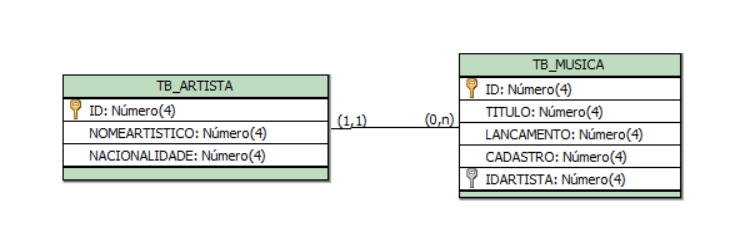 TB_ARTISTA
ID: Número(4)
NOMEARTISTICO: Número(4)
NACIONALIDADE: Número(4)
(1,1)
(0,n)
TB_MUSICA
ID: Número(4)
TITULO: Número(4)
LANCAMENTO: Número(4)
CADASTRO: Número(4)
IDARTISTA: Número(4)